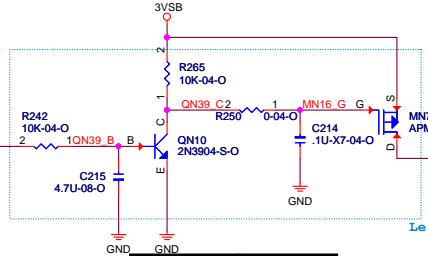 3VSB
2
R265
10K-04-O
1
QN39_C
2
1
MN16_G
G
S
R250
0-04-O
R242
10K-04-O
C
MN7
APM
2
1
QN39_B
B
QN10
2N3904-S-O
C214
.1U-X7-04-O
D
C215
4.7U-08-O
E
GND
Le
GND
GND